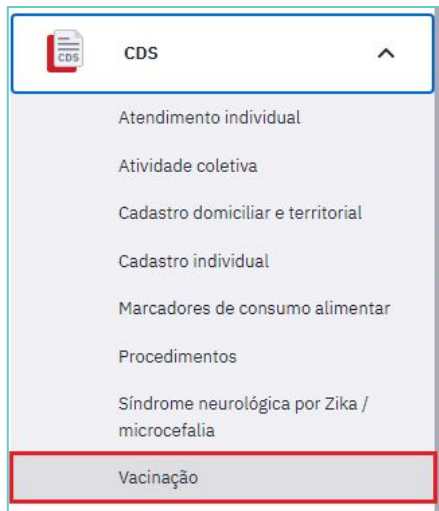 CDS
CDS
Atendimento individual
Atividade coletiva
Cadastro domiciliar e territorial
Cadastro individual
Marcadores de consumo alimentar
Procedimentos
Síndrome neurológica por Zika /
microcefalia
Vacinação